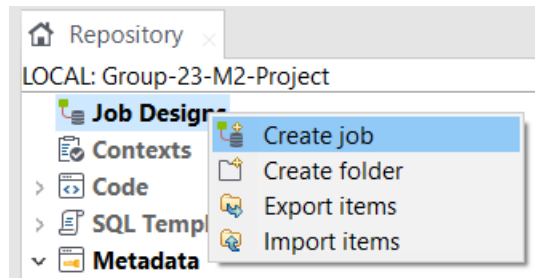 Repository
LOCAL: Group-23-M2-Project
Job Designs
Create job
Contexts
Create folder
Code
Export items
SQL Templ
Import items
Metadata